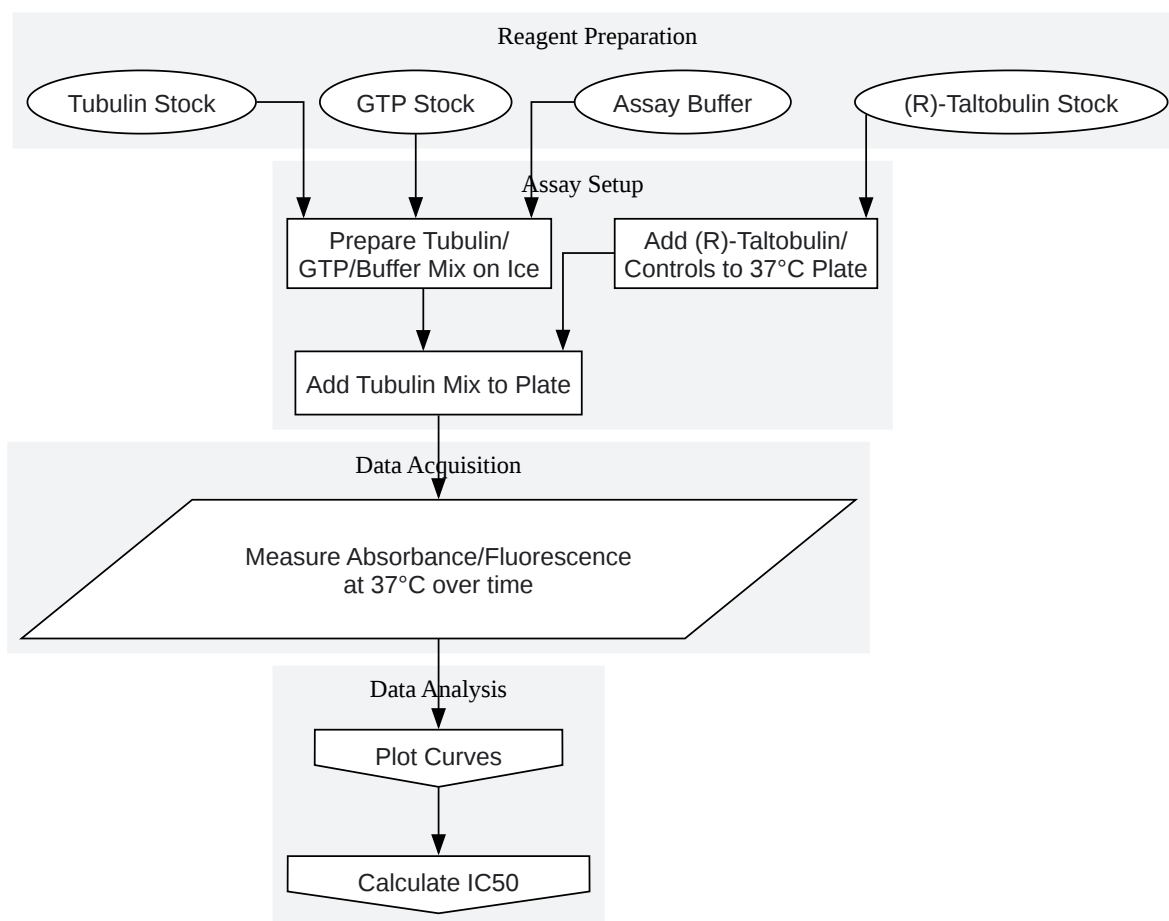 Reagent Preparation
Tubulin Stock
GTP Stock
Assay Buffer
(R)-Taltobulin Stock
Assay Setup
Prepare Tubulin/
GTP/Buffer Mix on Ice
Add (R)-Taltobulin/
Controls to 37°C Plate
Add Tubulin Mix to Plate
Data Acquisition
Measure Absorbance/Fluorescence
at 37°C over time
Data Analysis
Plot Curves
Calculate IC50